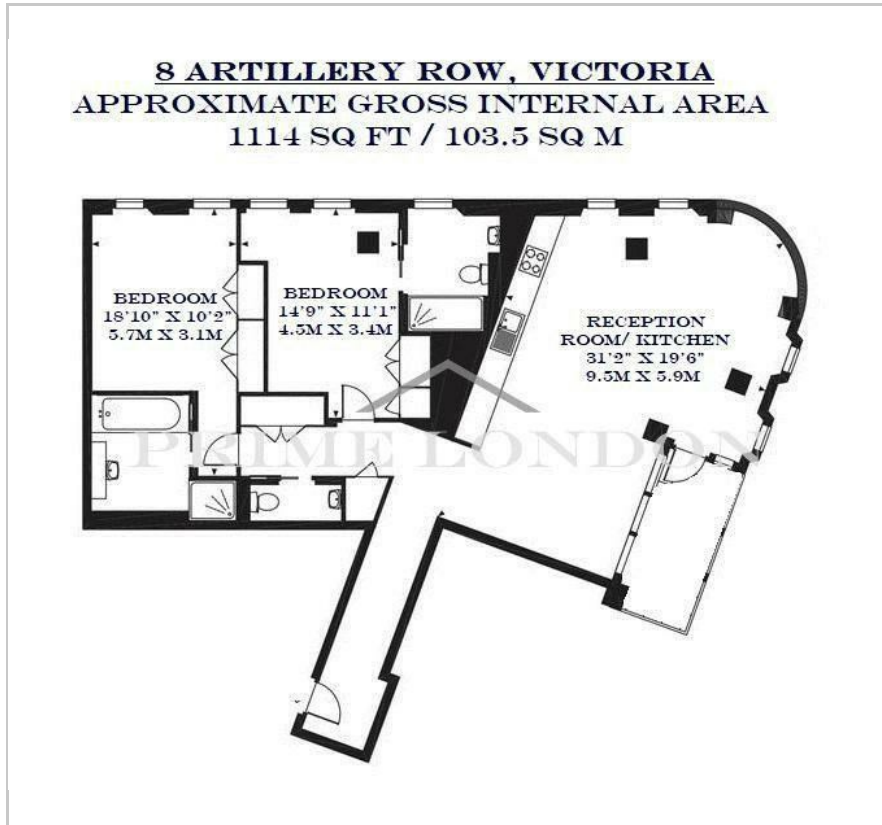 8 ARTILLERY ROW, VICTORIA
APPROXIMATE GROSS INTERNAL AREA
1114 SQ FT / 103.5 SQ M
BEDROOM
18'10" X 10'2"
5.7M X 3.1M
BEDROOM
14'9" X 11'1"
4.5M X 3.4M
RECEPTION
ROOM/ KITCHEN
31'2" X 19'6"
9.5M X 5.9M
PRIME LONDON